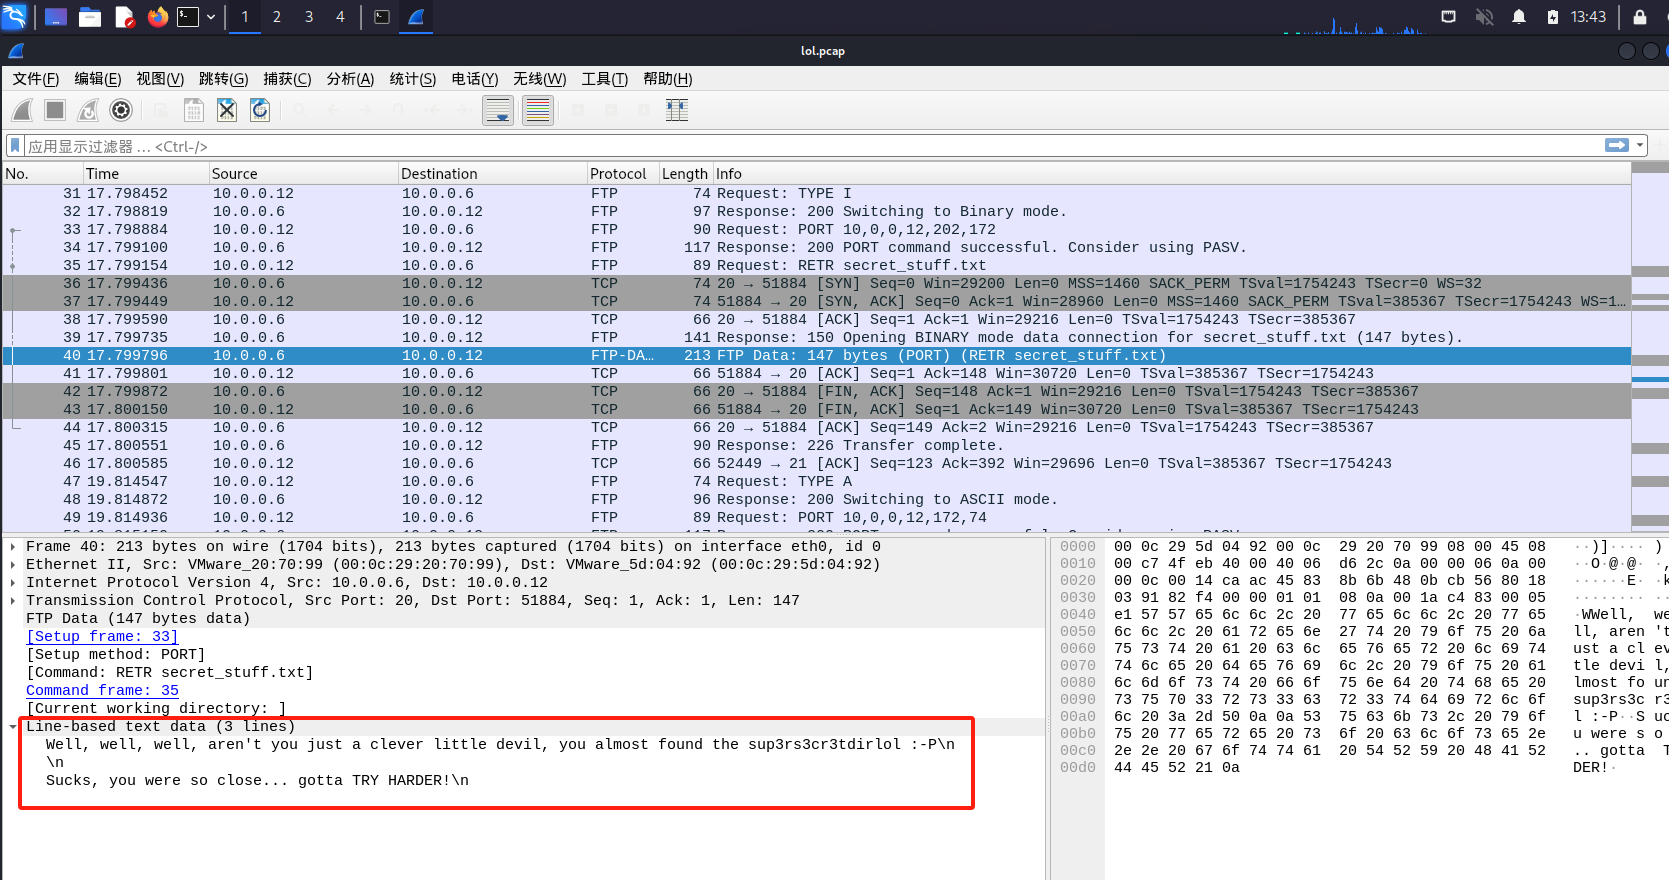 1 2 3 4 13:43
lol.pcap
文件(F) 编辑(E) 视图(V) 跳转(G) 捕获(C) 分析(A) 统计(S) 电话(Y) 无线(W) 工具(T) 帮助(H)
应用显示过滤器 … <Ctrl-/>
No. Time Source Destination Protocol Length Info
31 17.798452 10.0.0.12 10.0.0.6 FTP 74 Request: TYPE I
32 17.798819 10.0.0.6 10.0.0.12 FTP 97 Response: 200 Switching to Binary mode.
33 17.798884 10.0.0.12 10.0.0.6 FTP 90 Request: PORT 10,0,0,12,202,172
34 17.799100 10.0.0.6 10.0.0.12 FTP 117 Response: 200 PORT command successful. Consider using PASV.
35 17.799154 10.0.0.12 10.0.0.6 FTP 89 Request: RETR secret_stuff.txt
36 17.799436 10.0.0.6 10.0.0.12 TCP 74 20 → 51884 [SYN] Seq=0 Win=29200 Len=0 MSS=1460 SACK_PERM TSval=1754243 TSecr=0 WS=32
37 17.799449 10.0.0.12 10.0.0.6 TCP 74 51884 → 20 [SYN, ACK] Seq=0 Ack=1 Win=28960 Len=0 MSS=1460 SACK_PERM TSval=385367 TSecr=1754243 WS=1…
38 17.799590 10.0.0.6 10.0.0.12 TCP 66 20 → 51884 [ACK] Seq=1 Ack=1 Win=29216 Len=0 TSval=1754243 TSecr=385367
39 17.799735 10.0.0.6 10.0.0.12 FTP 141 Response: 150 Opening BINARY mode data connection for secret_stuff.txt (147 bytes).
40 17.799796 10.0.0.6 10.0.0.12 FTP-DA… 213 FTP Data: 147 bytes (PORT) (RETR secret_stuff.txt)
41 17.799801 10.0.0.12 10.0.0.6 TCP 66 51884 → 20 [ACK] Seq=1 Ack=148 Win=30720 Len=0 TSval=385367 TSecr=1754243
42 17.799872 10.0.0.6 10.0.0.12 TCP 66 20 → 51884 [FIN, ACK] Seq=148 Ack=1 Win=29216 Len=0 TSval=1754243 TSecr=385367
43 17.800150 10.0.0.12 10.0.0.6 TCP 66 51884 → 20 [FIN, ACK] Seq=1 Ack=149 Win=30720 Len=0 TSval=385367 TSecr=1754243
44 17.800315 10.0.0.6 10.0.0.12 TCP 66 20 → 51884 [ACK] Seq=149 Ack=2 Win=29216 Len=0 TSval=1754243 TSecr=385367
45 17.800551 10.0.0.6 10.0.0.12 FTP 90 Response: 226 Transfer complete.
46 17.800585 10.0.0.12 10.0.0.6 TCP 66 52449 → 21 [ACK] Seq=123 Ack=392 Win=29696 Len=0 TSval=385367 TSecr=1754243
47 19.814547 10.0.0.12 10.0.0.6 FTP 74 Request: TYPE A
48 19.814872 10.0.0.6 10.0.0.12 FTP 96 Response: 200 Switching to ASCII mode.
49 19.814936 10.0.0.12 10.0.0.6 FTP 89 Request: PORT 10,0,0,12,172,74
Frame 40: 213 bytes on wire (1704 bits), 213 bytes captured (1704 bits) on interface eth0, id 0
Ethernet II, Src: VMware_20:70:99 (00:0c:29:20:70:99), Dst: VMware_5d:04:92 (00:0c:29:5d:04:92)
Internet Protocol Version 4, Src: 10.0.0.6, Dst: 10.0.0.12
Transmission Control Protocol, Src Port: 20, Dst Port: 51884, Seq: 1, Ack: 1, Len: 147
FTP Data (147 bytes data)
[Setup frame: 33]
[Setup method: PORT]
[Command: RETR secret_stuff.txt]
Command frame: 35
[Current working directory: ]
Line-based text data (3 lines)
Well, well, well, aren't you just a clever little devil, you almost found the sup3rs3cr3tdirlol :-P\n
\n
Sucks, you were so close... gotta TRY HARDER!\n
0000 00 0c 29 5d 04 92 00 0c 29 20 70 99 08 00 45 08 ··)]···· )
0010 00 c7 4f eb 40 00 40 06 d6 2c 0a 00 00 06 0a 00 ··O·@·@· ·,
0020 00 0c 00 14 ca ac 45 83 8b 6b 48 0b cb 56 80 18 ······E· ·k
0030 03 91 82 f4 00 00 01 01 08 0a 00 1a c4 83 00 05 ········ ··
0040 e1 57 57 65 6c 6c 2c 20 77 65 6c 6c 2c 20 77 65 ·WWell, we
0050 6c 6c 2c 20 61 72 65 6e 27 74 20 79 6f 75 20 6a ll, aren 't
0060 75 73 74 20 61 20 63 6c 65 76 65 72 20 6c 69 74 ust a cl ev
0070 74 6c 65 20 64 65 76 69 6c 2c 20 79 6f 75 20 61 tle devi l,
0080 6c 6d 6f 73 74 20 66 6f 75 6e 64 20 74 68 65 20 lmost fo un
0090 73 75 70 33 72 73 33 63 72 33 74 64 69 72 6c 6f sup3rs3c r3
00a0 6c 20 3a 2d 50 0a 0a 53 75 63 6b 73 2c 20 79 6f l :-P··S uc
00b0 75 20 77 65 72 65 20 73 6f 20 63 6c 6f 73 65 2e u were s o
00c0 2e 2e 20 67 6f 74 74 61 20 54 52 59 20 48 41 52 .. gotta T
00d0 44 45 52 21 0a DER!·